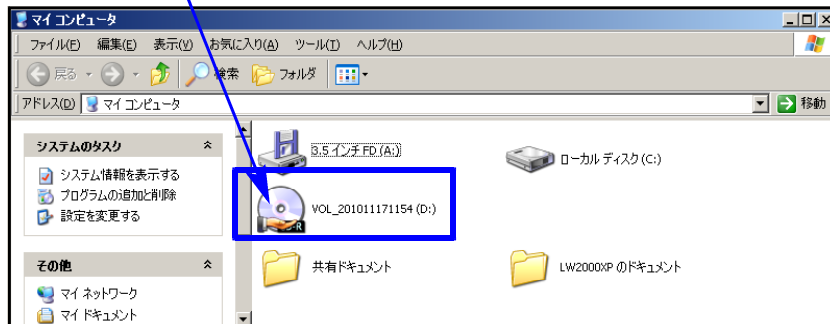 マイ コンピュータ
ファイル(F) 編集(E) 表示(V) お気に入り(A) ツール(T) ヘルプ(H)
戻る 検索 フォルダ
アドレス(D) マイ コンピュータ 移動
システムのタスク
システム情報を表示する
プログラムの追加と削除
設定を変更する
その他
マイ ネットワーク
マイ ドキュメント
3.5 インチ FD (A:)
ローカル ディスク (C:)
VOL_201011171154 (D:)
共有ドキュメント
LW2000XP のドキュメント